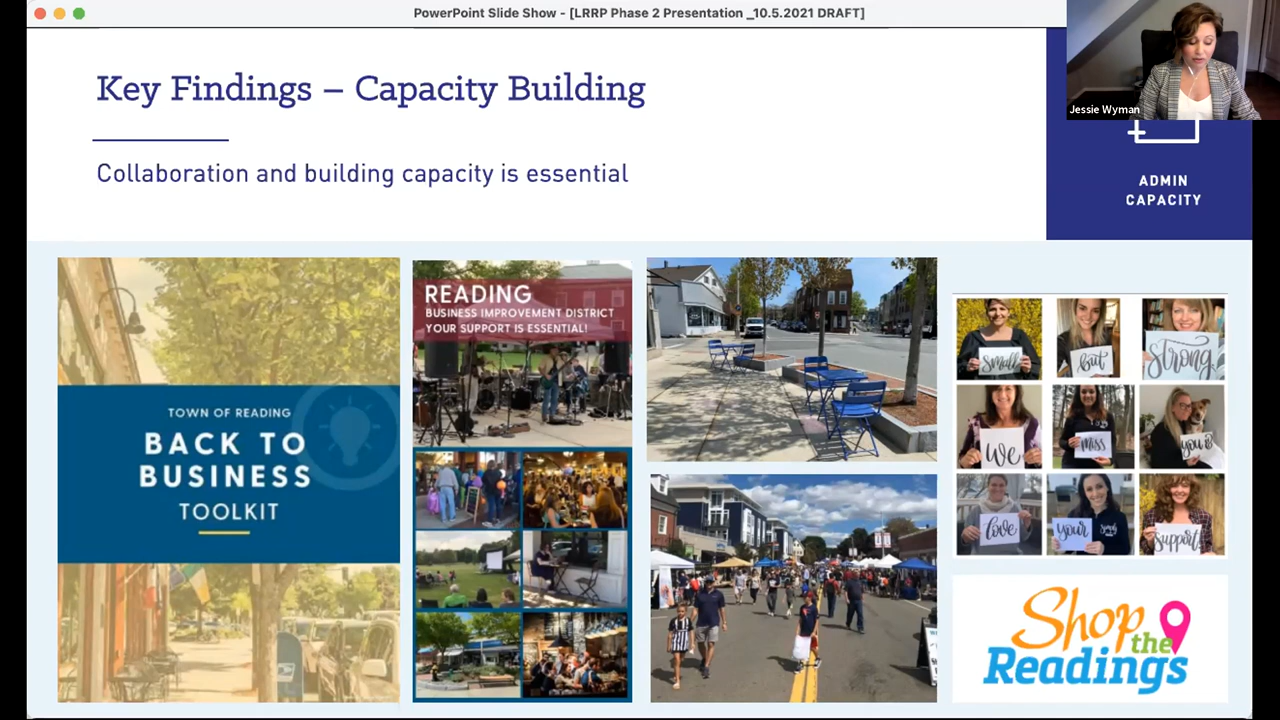 PowerPoint Slide Show - [LRRP Phase 2 Presentation _10.5.2021 DRAFT]
Jessie Wyman
Key Findings – Capacity Building
Collaboration and building capacity is essential
ADMIN
CAPACITY
TOWN OF READING
BACK TO
BUSINESS
TOOLKIT
READING
BUSINESS IMPROVEMENT DISTRICT
YOUR SUPPORT IS ESSENTIAL!
Small but Strong
We miss you &
love your support
Shop
the
Readings